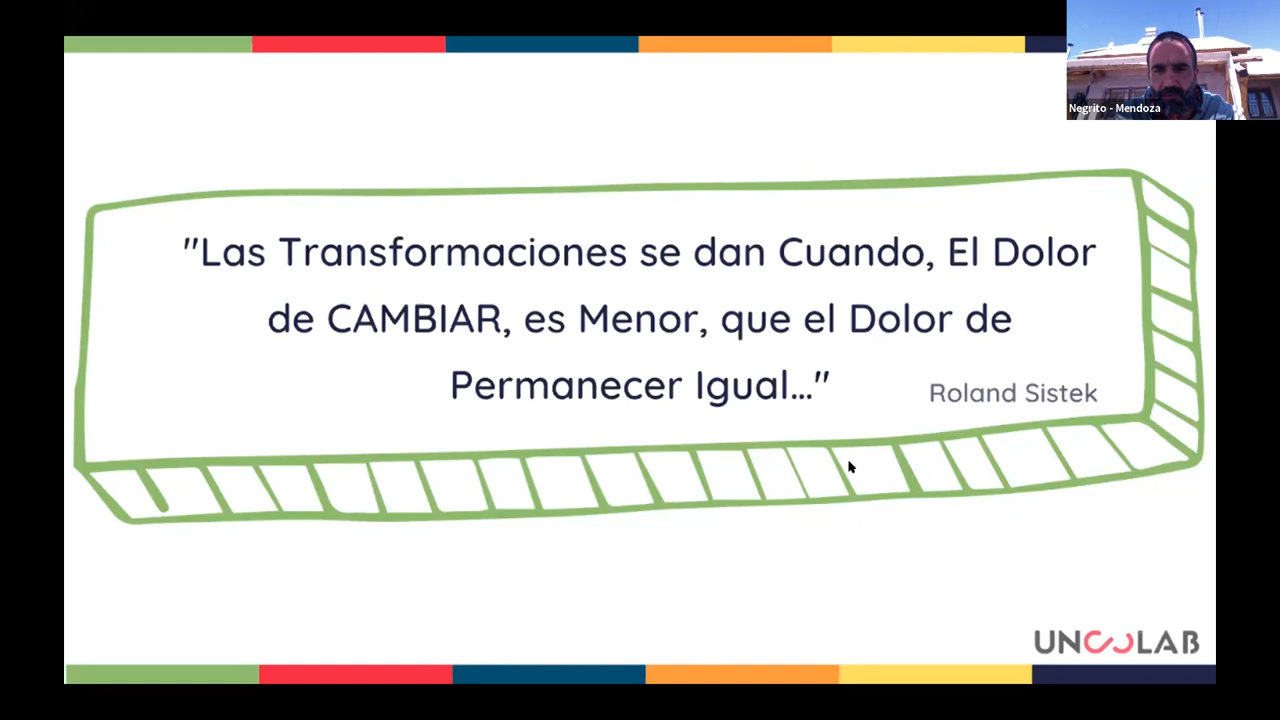 Negrito - Mendoza
"Las Transformaciones se dan Cuando, El Dolor
de CAMBIAR, es Menor, que el Dolor de
Permanecer Igual..."
Roland Sistek
UNCOLAB